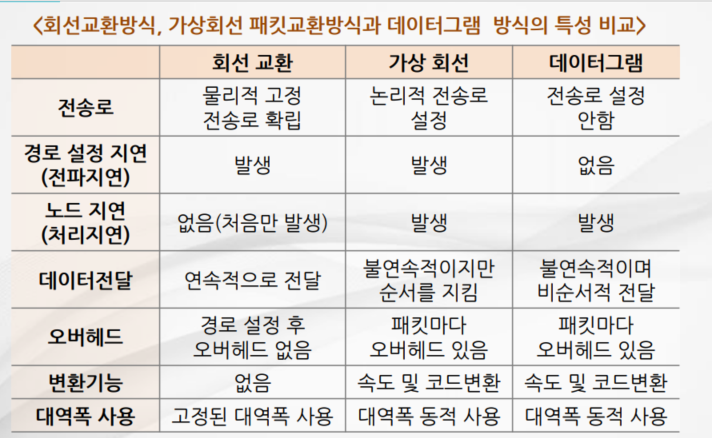 <회선교환방식, 가상회선 패킷교환방식과 데이터그램 방식의 특성 비교>
회선 교환 가상 회선 데이터그램
전송로 물리적 고정 전송로 확립 논리적 전송로 설정 전송로 설정 안함
경로 설정 지연 (전파지연) 발생 발생 없음
노드 지연 (처리지연) 없음(처음만 발생) 발생 발생
데이터전달 연속적으로 전달 불연속적이지만 순서를 지킴 불연속적이며 비순서적 전달
오버헤드 경로 설정 후 오버헤드 없음 패킷마다 오버헤드 있음 패킷마다 오버헤드 있음
변환기능 없음 속도 및 코드변환 속도 및 코드변환
대역폭 사용 고정된 대역폭 사용 대역폭 동적 사용 대역폭 동적 사용